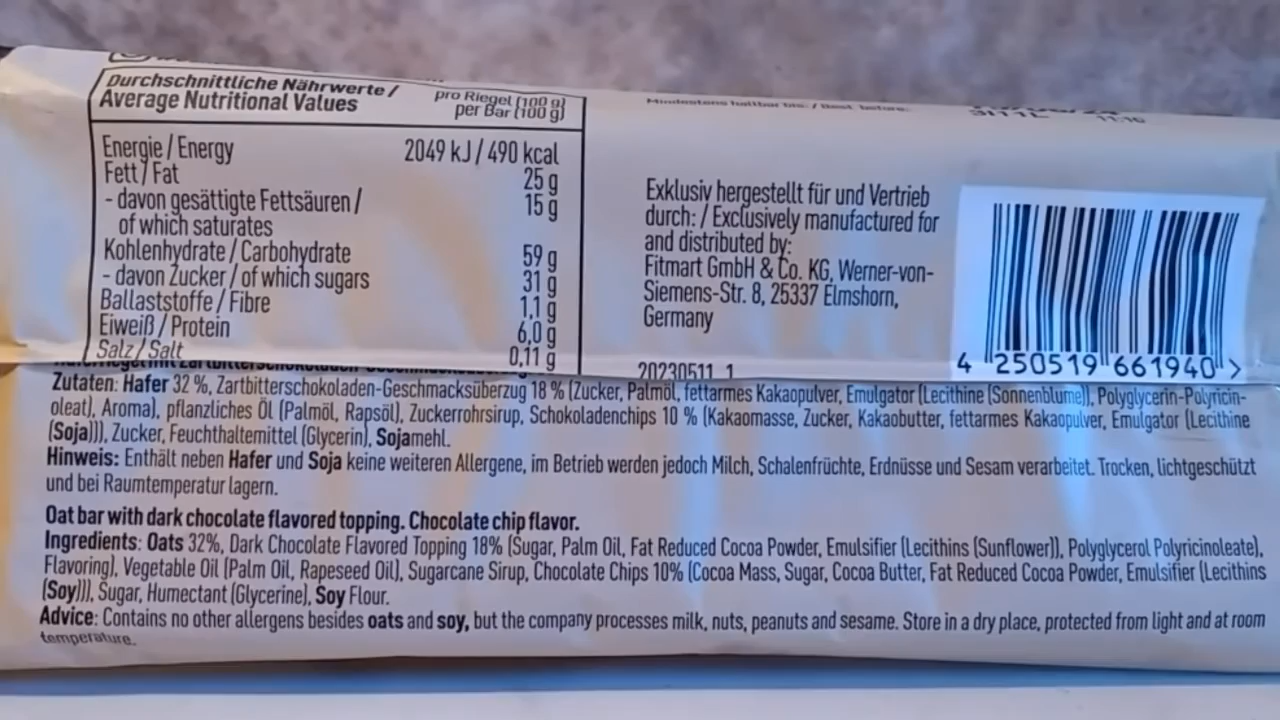 Durchschnittliche Nährwerte /
Average Nutritional Values
pro Riegel (100 g)
per Bar (100 g)
Energie / Energy 2049 kJ / 490 kcal
Fett / Fat 25 g
- davon gesättigte Fettsäuren / 15 g
of which saturates
Kohlenhydrate / Carbohydrate 59 g
- davon Zucker / of which sugars 31 g
Ballaststoffe / Fibre 1,1 g
Eiweiß / Protein 6,0 g
Salz / Salt 0,11 g
Mindestens haltbar bis: / Best before:
Exklusiv hergestellt für und Vertrieb
durch: / Exclusively manufactured for
and distributed by:
Fitmart GmbH & Co. KG, Werner-von-
Siemens-Str. 8, 25337 Elmshorn,
Germany
20230511_1
4 250519 661940 >
Zutaten: Hafer 32 %, Zartbitterschokoladen-Geschmacksüberzug 18 % (Zucker, Palmöl, fettarmes Kakaopulver, Emulgator (Lecithine (Sonnenblume)), Polyglycerin-Polyricin-
oleat), Aroma), pflanzliches Öl (Palmöl, Rapsöl), Zuckerrohrsirup, Schokoladenchips 10 % (Kakaomasse, Zucker, Kakaobutter, fettarmes Kakaopulver, Emulgator (Lecithine
(Soja))), Zucker, Feuchthaltemittel (Glycerin), Sojamehl.
Hinweis: Enthält neben Hafer und Soja keine weiteren Allergene, im Betrieb werden jedoch Milch, Schalenfrüchte, Erdnüsse und Sesam verarbeitet. Trocken, lichtgeschützt
und bei Raumtemperatur lagern.
Oat bar with dark chocolate flavored topping. Chocolate chip flavor.
Ingredients: Oats 32%, Dark Chocolate Flavored Topping 18% (Sugar, Palm Oil, Fat Reduced Cocoa Powder, Emulsifier (Lecithins (Sunflower)), Polyglycerol Polyricinoleate),
Flavoring), Vegetable Oil (Palm Oil, Rapeseed Oil), Sugarcane Sirup, Chocolate Chips 10% (Cocoa Mass, Sugar, Cocoa Butter, Fat Reduced Cocoa Powder, Emulsifier (Lecithins
(Soy))), Sugar, Humectant (Glycerine), Soy Flour.
Advice: Contains no other allergens besides oats and soy, but the company processes milk, nuts, peanuts and sesame. Store in a dry place, protected from light and at room
temperature.